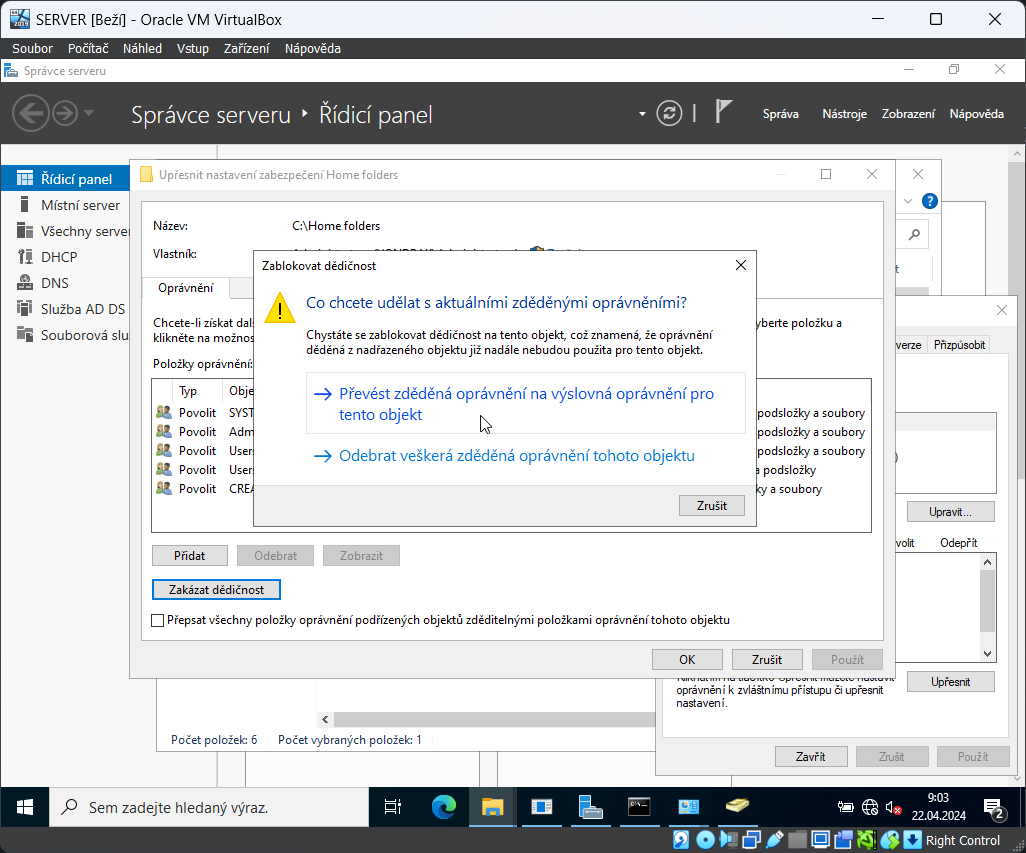 SERVER [Beží] - Oracle VM VirtualBox
Soubor Počítač Náhled Vstup Zařízení Nápověda
Správce serveru
Správce serveru Řídicí panel
Správa Nástroje Zobrazení Nápověda
Řídicí panel
Místní server
Všechny server
DHCP
DNS
Služba AD DS
Souborová slu
Upřesnit nastavení zabezpečení Home folders
Název: C:\Home folders
Vlastník:
Oprávnění
Chcete-li získat dal
yberte položku a
klikněte na možnos
Položky oprávnění:
Typ Obje
Povolit SYST podsložky a soubory
Povolit Adm podsložky a soubory
Povolit Users podsložky a soubory
Povolit Users a podsložky
Povolit CREA ky a soubory
Přidat Odebrat Zobrazit
Zakázat dědičnost
Přepsat všechny položky oprávnění podřízených objektů zděditelnými položkami oprávnění tohoto objektu
OK Zrušit Použít
Zablokovat dědičnost
Co chcete udělat s aktuálními zděděnými oprávněními?
Chystáte se zablokovat dědičnost na tento objekt, což znamená, že oprávnění
děděná z nadřazeného objektu již nadále nebudou použita pro tento objekt.
Převést zděděná oprávnění na výslovná oprávnění pro
tento objekt
Odebrat veškerá zděděná oprávnění tohoto objektu
Zrušit
?
t
verze Přizpůsobit
Upravit...
volit Odepřít
oprávnění k zvláštnímu přístupu či upřesnit
nastavení.
Upřesnit
Zavřít Zrušit Použít
Počet položek: 6 Počet vybraných položek: 1
Sem zadejte hledaný výraz.
9:03
22.04.2024
2
Right Control